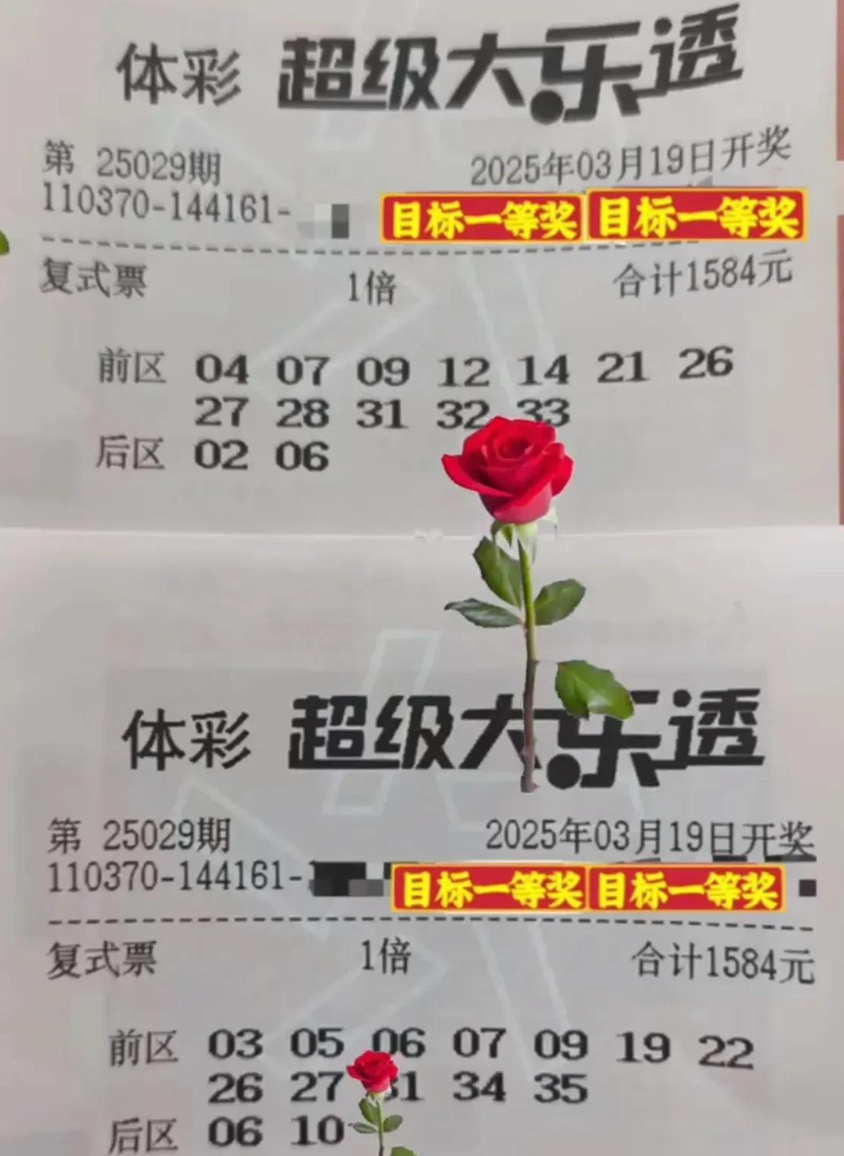 体彩 超级大乐透
第 25029期 2025年03月19日开奖
110370-144161-
目标一等奖 目标一等奖
复式票 1倍 合计1584元
前区 04 07 09 12 14 21 26
27 28 31 32 33
后区 02 06
体彩 超级大乐透
第 25029期 2025年03月19日开奖
110370-144161-
目标一等奖 目标一等奖
复式票 1倍 合计1584元
前区 03 05 06 07 09 19 22
26 27 31 34 35
后区 06 10